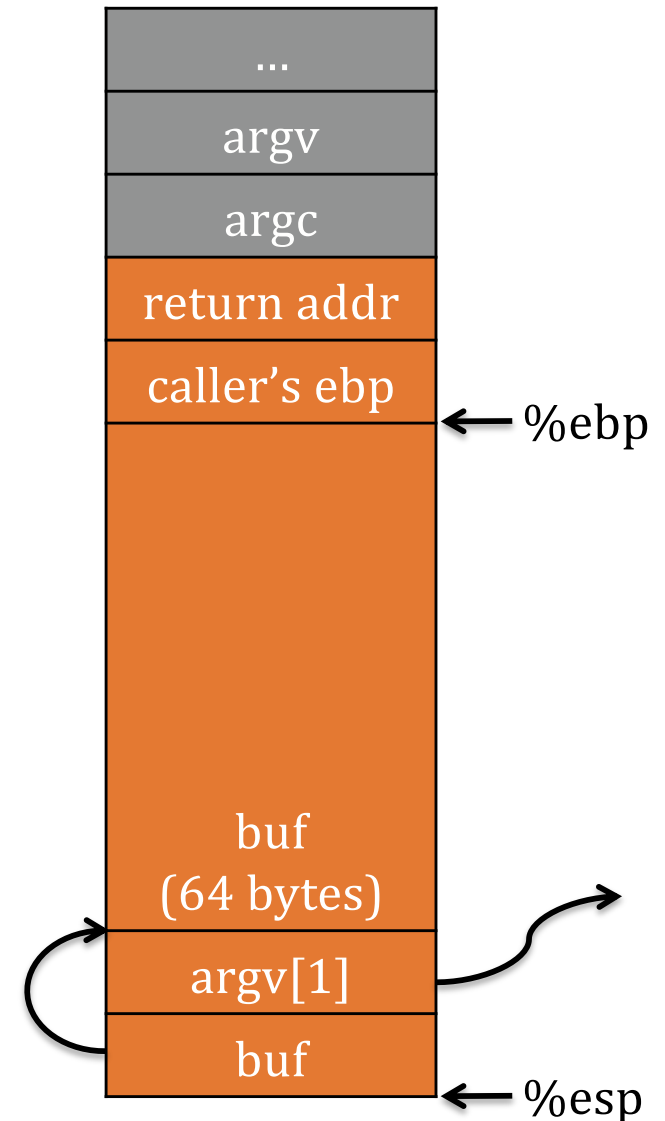 ...
argv
argc
return addr
caller’s ebp
%ebp
buf
(64 bytes)
argv[1]
buf
%esp